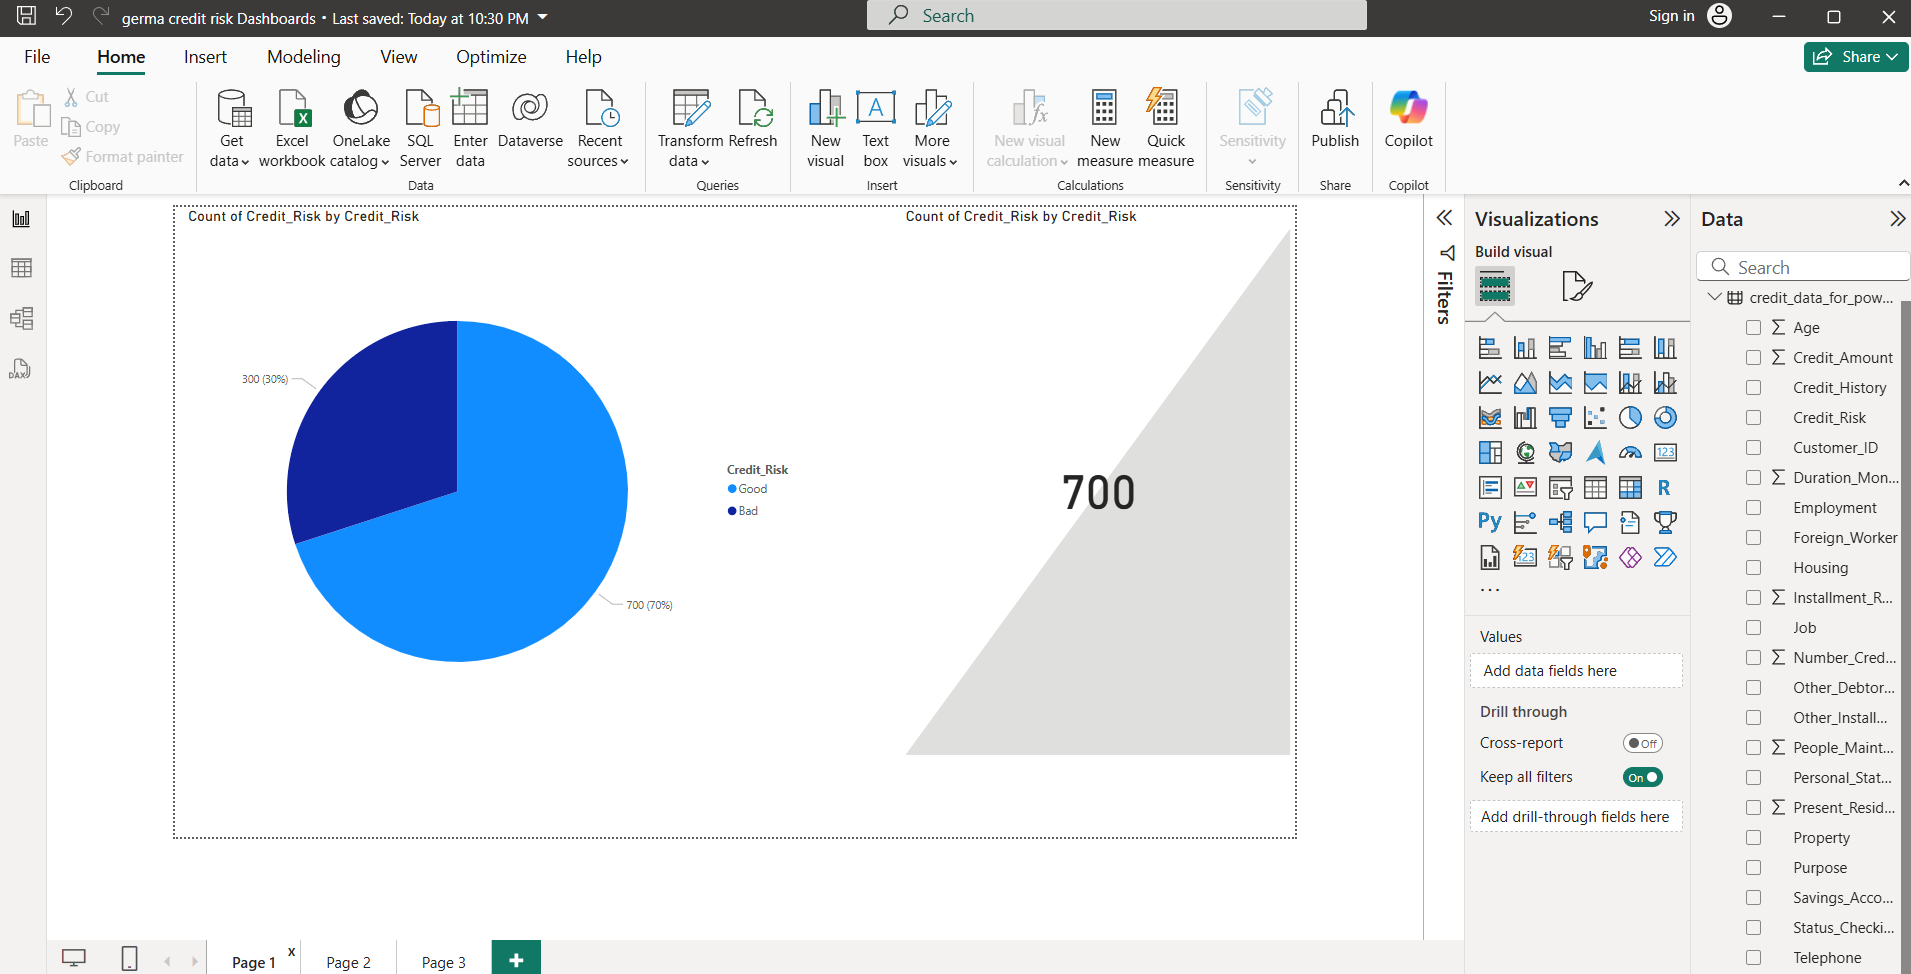 germa credit risk Dashboards • Last saved: Today at 10:30 PM
Search
Sign in
File Home Insert Modeling View Optimize Help
Share
Paste
Cut
Copy
Format painter
Clipboard
Get data
Excel workbook
OneLake catalog
SQL Server
Enter data
Dataverse
Recent sources
Data
Transform data
Refresh
Queries
New visual
Text box
More visuals
Insert
New visual calculation
New measure
Quick measure
Calculations
Sensitivity
Sensitivity
Publish
Share
Copilot
Copilot
Count of Credit_Risk by Credit_Risk
300 (30%)
700 (70%)
Credit_Risk
Good
Bad
Count of Credit_Risk by Credit_Risk
700
Filters
Visualizations
Build visual
123
R
Py
123
...
Values
Add data fields here
Drill through
Cross-report
Off
Keep all filters
On
Add drill-through fields here
Data
Search
credit_data_for_pow...
Age
Credit_Amount
Credit_History
Credit_Risk
Customer_ID
Duration_Mon...
Employment
Foreign_Worker
Housing
Installment_R...
Job
Number_Cred...
Other_Debtor...
Other_Install...
People_Maint...
Personal_Stat...
Present_Resid...
Property
Purpose
Savings_Acco...
Status_Checki...
Telephone
DAX
Page 1
x
Page 2
Page 3